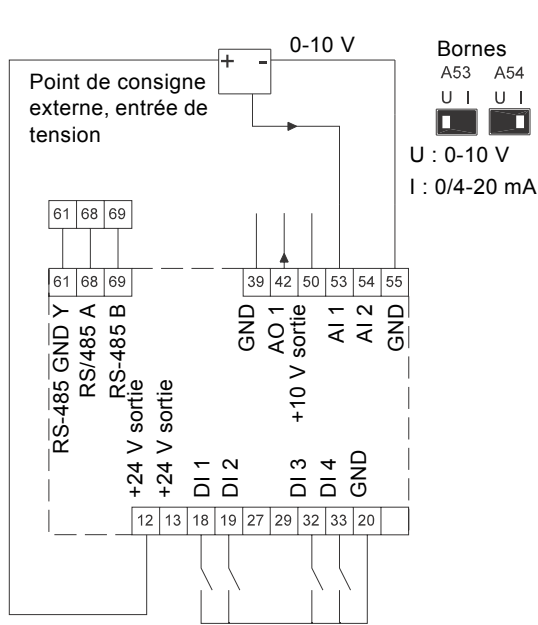 0-10 V
+ -
Point de consigne
externe, entrée de
tension
Bornes
A53 A54
U I U I
U : 0-10 V
I : 0/4-20 mA
61 68 69
61 68 69
39 42 50 53 54 55
RS-485 GND Y
RS/485 A
RS-485 B
GND
AO 1
+10 V sortie
AI 1
AI 2
GND
+24 V sortie
+24 V sortie
DI 1
DI 2
DI 3
DI 4
GND
12 13 18 19 27 29 32 33 20